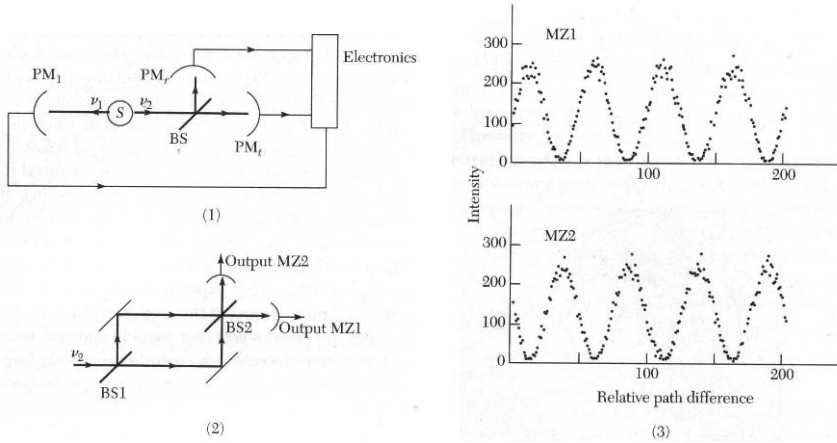 PM1
PMr
Electronics
ν1
S
ν2
BS
PMt
(1)
Output MZ2
BS2
Output MZ1
ν2
BS1
(2)
MZ1
300
200
100
0
100
200
Intensity
MZ2
300
200
100
0
100
200
Relative path difference
(3)